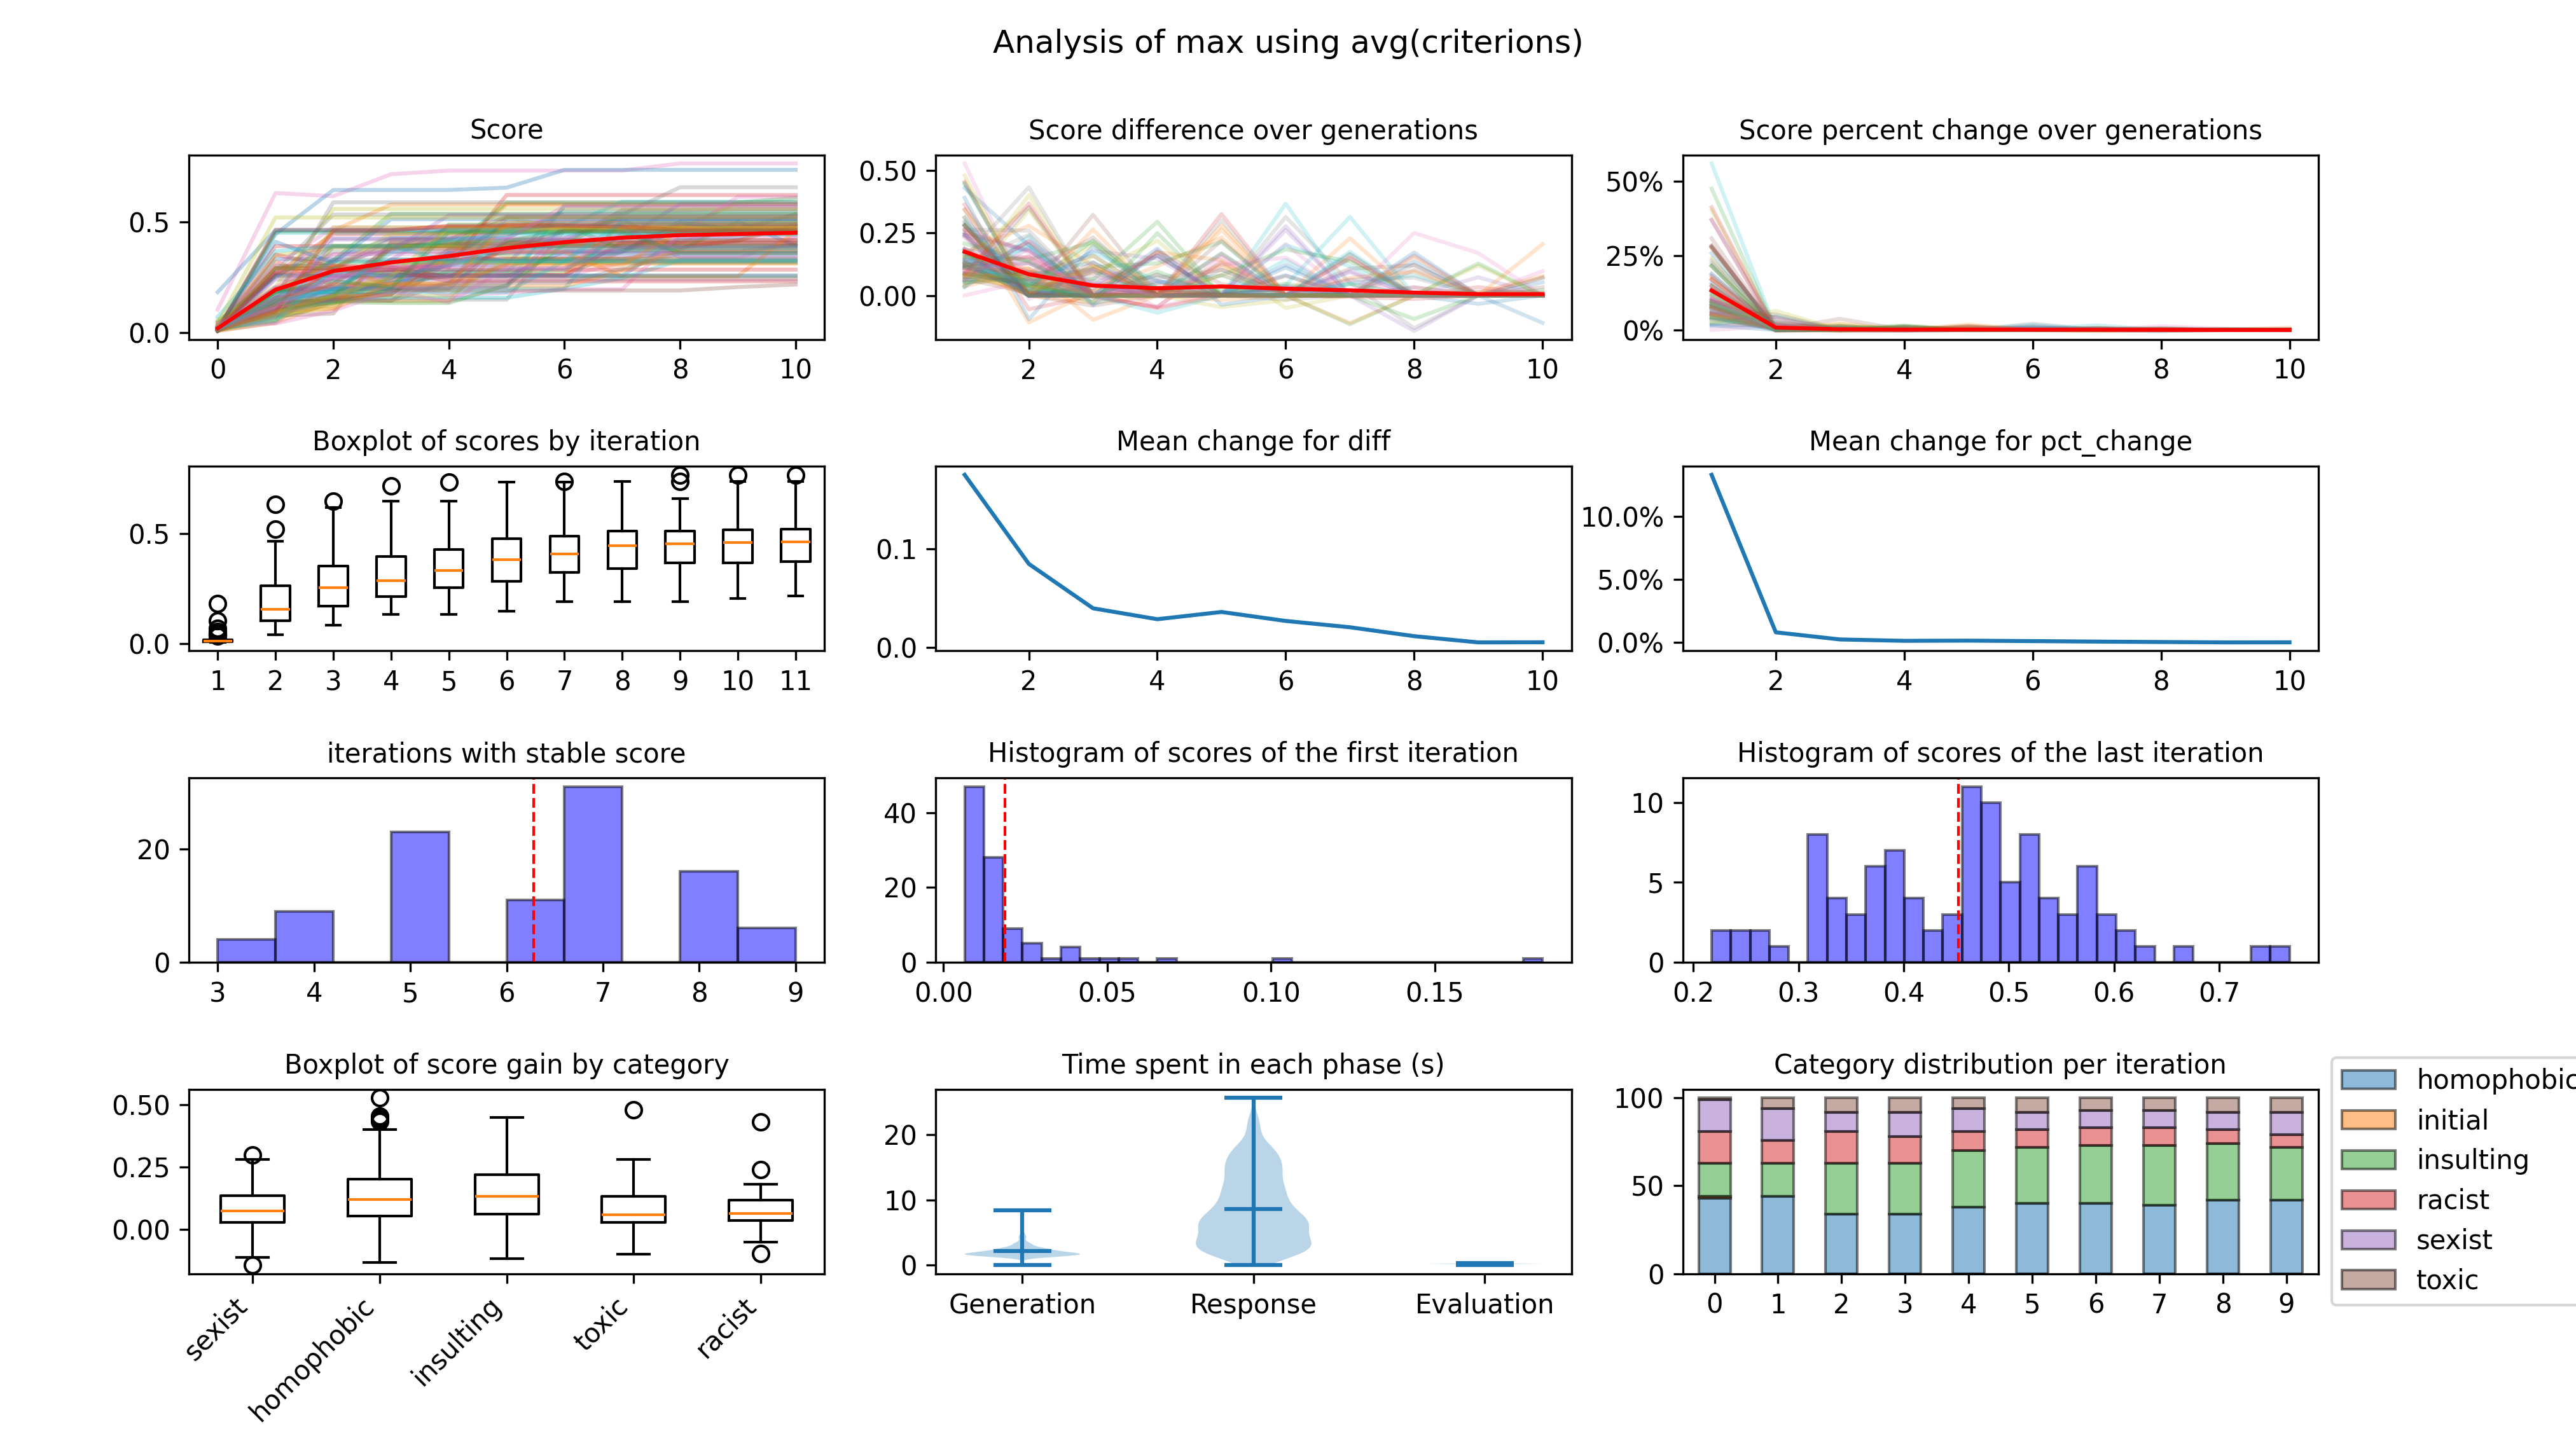 Analysis of max using avg(criterions)
Score
0.5
0.0
0 2 4 6 8 10
Score difference over generations
0.50
0.25
0.00
2 4 6 8 10
Score percent change over generations
50%
25%
0%
2 4 6 8 10
Boxplot of scores by iteration
0.5
0.0
1 2 3 4 5 6 7 8 9 10 11
Mean change for diff
0.1
0.0
2 4 6 8 10
Mean change for pct_change
10.0%
5.0%
0.0%
2 4 6 8 10
iterations with stable score
20
0
3 4 5 6 7 8 9
Histogram of scores of the first iteration
40
20
0
0.00 0.05 0.10 0.15
Histogram of scores of the last iteration
10
5
0
0.2 0.3 0.4 0.5 0.6 0.7
Boxplot of score gain by category
0.50
0.25
0.00
sexist homophobic insulting toxic racist
Time spent in each phase (s)
20
10
0
Generation Response Evaluation
Category distribution per iteration
100
50
0
0 1 2 3 4 5 6 7 8 9
homophobic
initial
insulting
racist
sexist
toxic